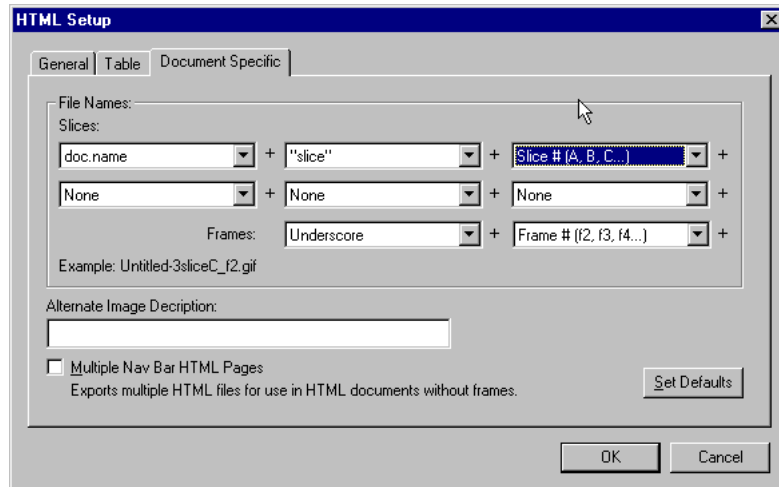 HTML Setup
General Table Document Specific
File Names:
Slices:
doc.name + "slice" + Slice # (A, B, C...) +
None + None + None +
Frames: Underscore + Frame # (f2, f3, f4...) +
Example: Untitled-3sliceC_f2.gif
Alternate Image Decription:
Multiple Nav Bar HTML Pages
Exports multiple HTML files for use in HTML documents without frames.
Set Defaults
OK Cancel